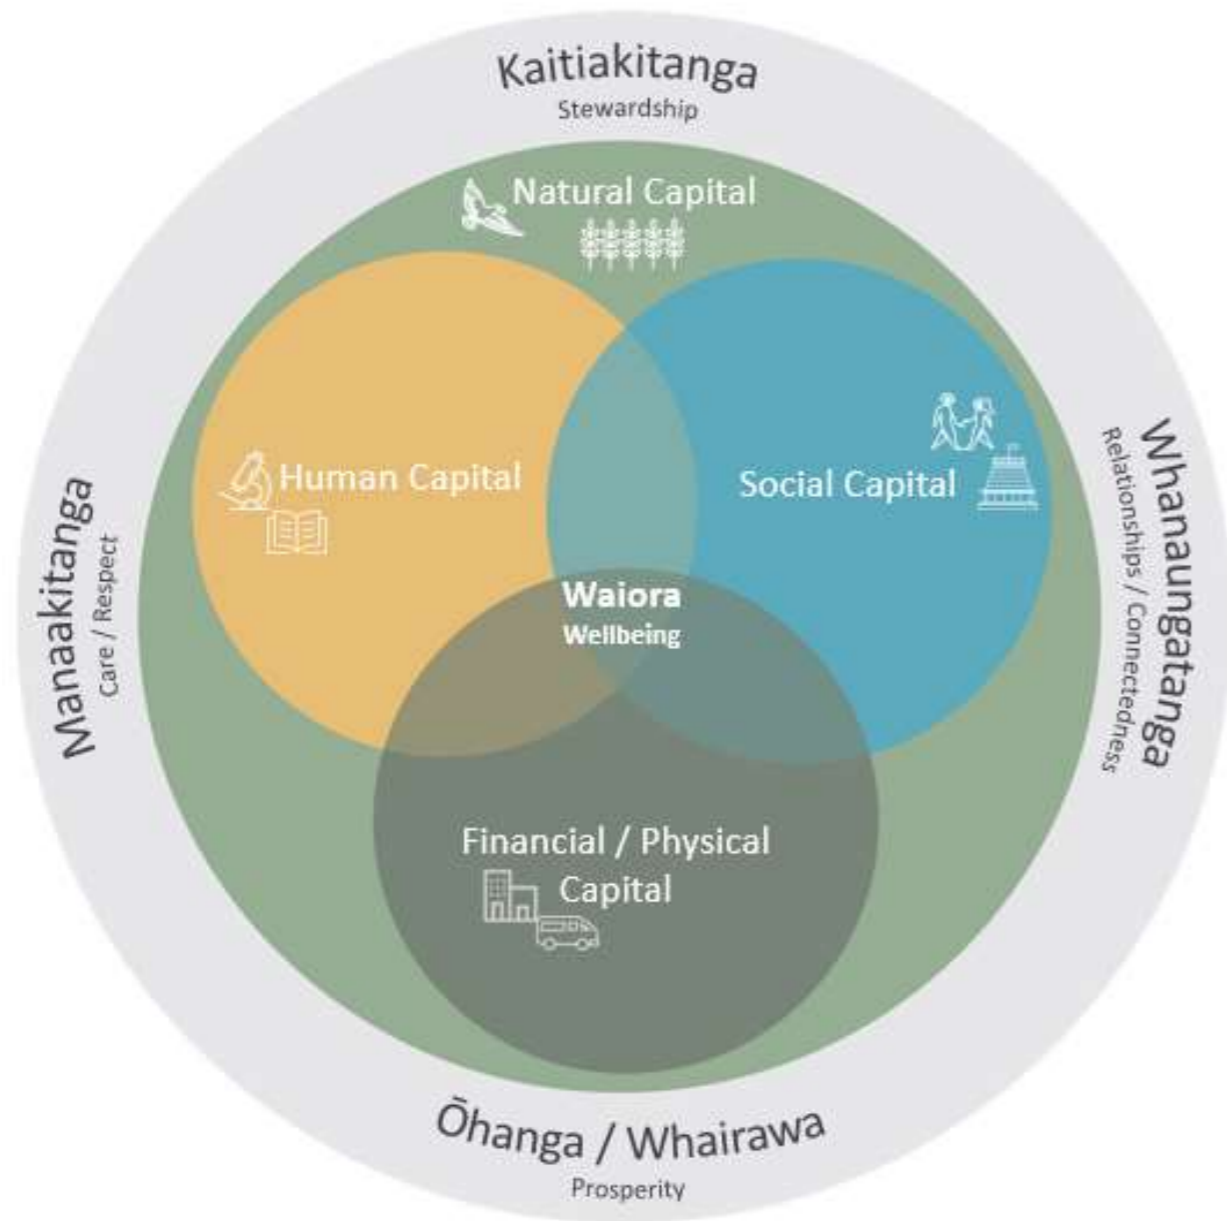 Kaitiakitanga
Stewardship
Natural Capital
Human Capital
Social Capital
Manaakitanga
Care / Respect
Whanaungatanga
Relationships / Connectedness
Waiora
Wellbeing
Financial / Physical
Capital
Ōhanga / Whairawa
Prosperity